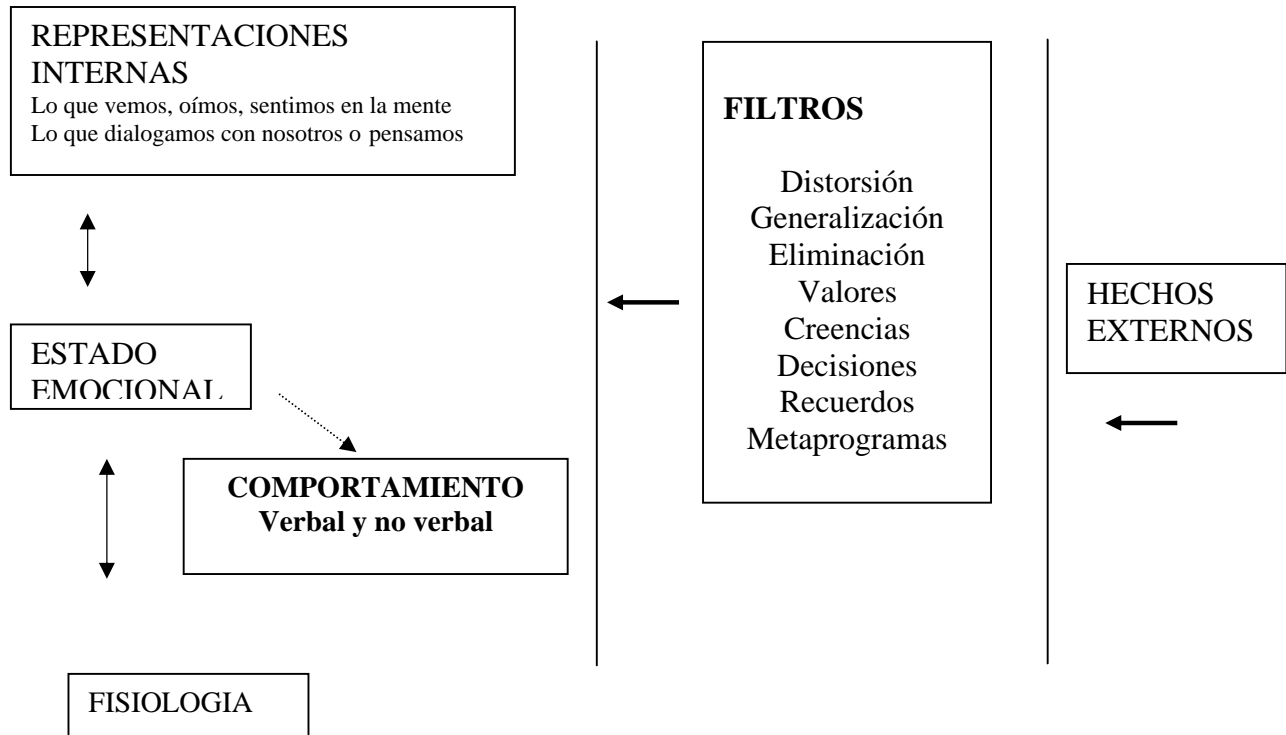 REPRESENTACIONES
INTERNAS
Lo que vemos, oímos, sentimos en la mente
Lo que dialogamos con nosotros o pensamos
ESTADO
EMOCIONAL
COMPORTAMIENTO
Verbal y no verbal
FISIOLOGIA
FILTROS
Distorsión
Generalización
Eliminación
Valores
Creencias
Decisiones
Recuerdos
Metaprogramas
HECHOS
EXTERNOS